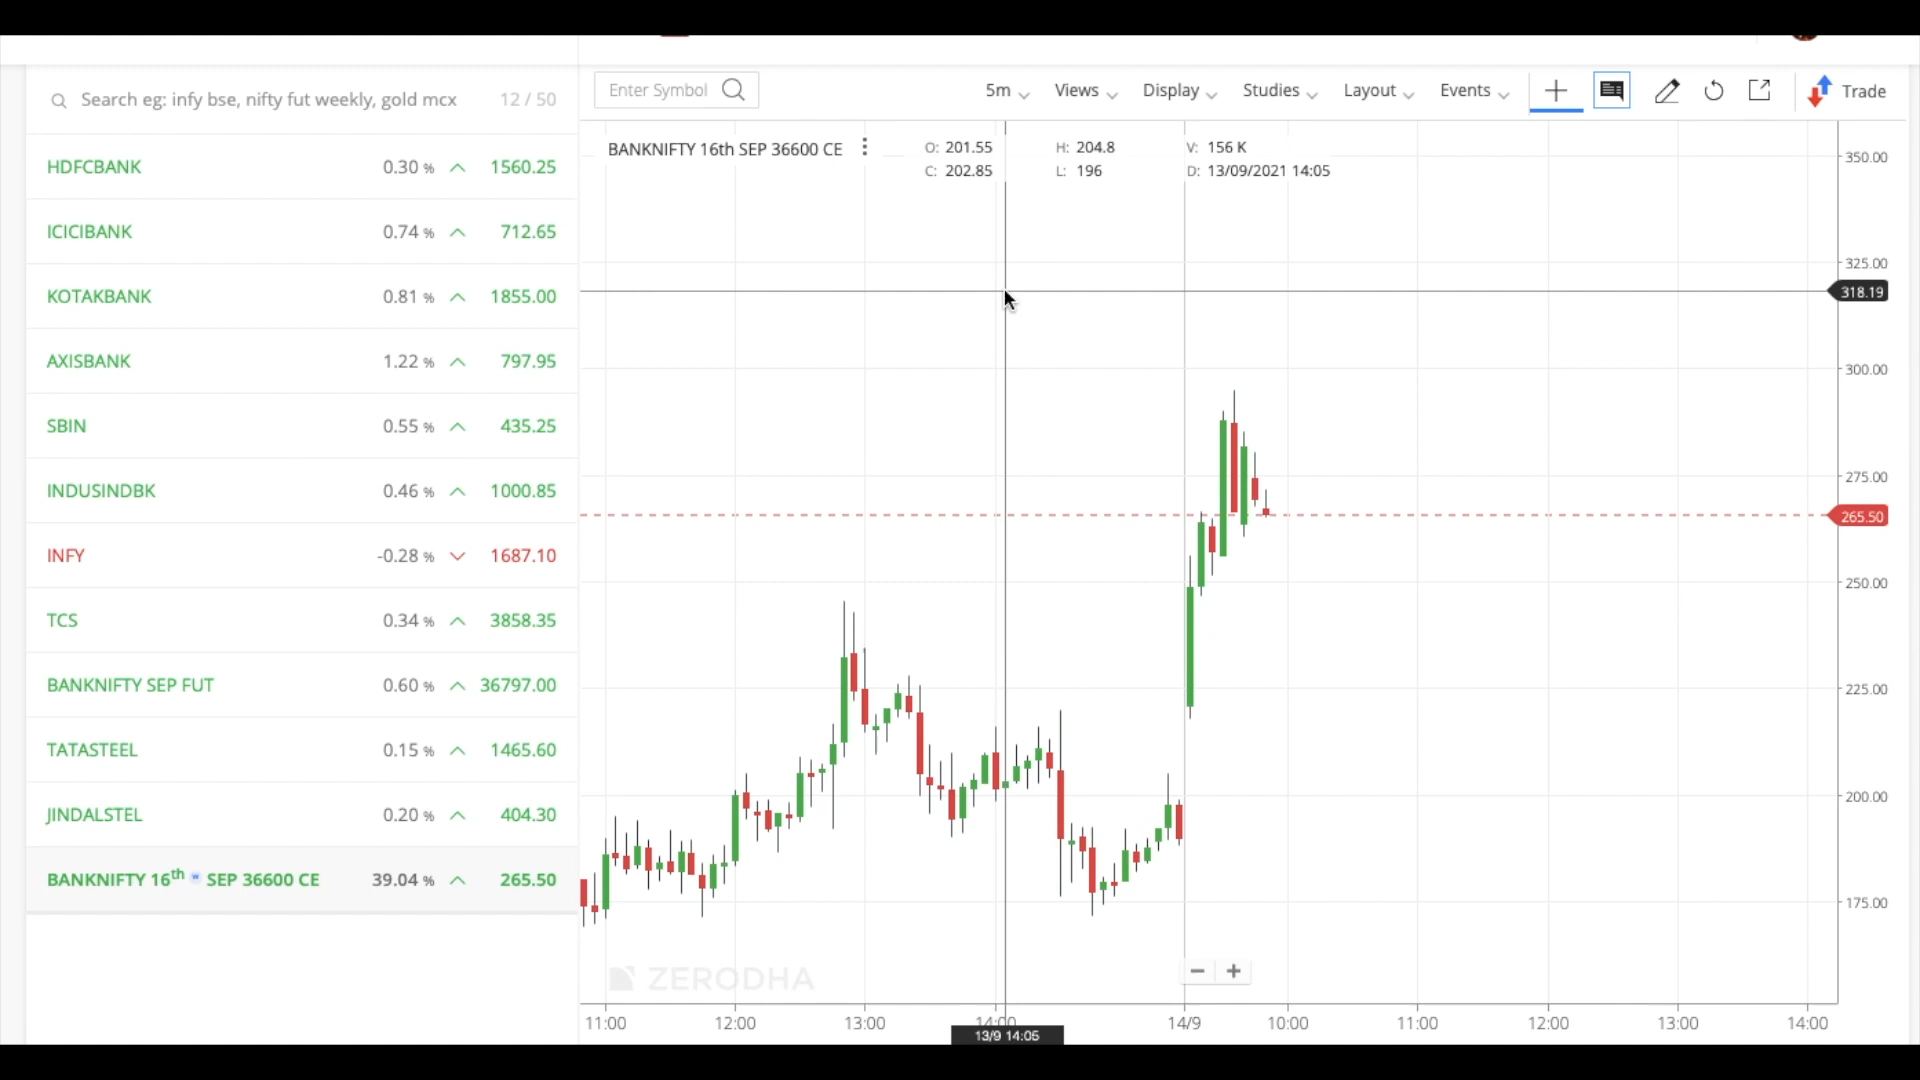 Search eg: infy bse, nifty fut weekly, gold mcx 12 / 50
HDFCBANK 0.30 % 1560.25
ICICIBANK 0.74 % 712.65
KOTAKBANK 0.81 % 1855.00
AXISBANK 1.22 % 797.95
SBIN 0.55 % 435.25
INDUSINDBK 0.46 % 1000.85
INFY -0.28 % 1687.10
TCS 0.34 % 3858.35
BANKNIFTY SEP FUT 0.60 % 36797.00
TATASTEEL 0.15 % 1465.60
JINDALSTEL 0.20 % 404.30
BANKNIFTY 16th w SEP 36600 CE 39.04 % 265.50
Enter Symbol 5m Views Display Studies Layout Events Trade
BANKNIFTY 16th SEP 36600 CE
O: 201.55 H: 204.8 V: 156 K
C: 202.85 L: 196 D: 13/09/2021 14:05
350.00
325.00
318.19
300.00
275.00
265.50
250.00
225.00
200.00
175.00
ZERODHA
11:00 12:00 13:00 14:00 14/9 10:00 11:00 12:00 13:00 14:00
13/9 14:05